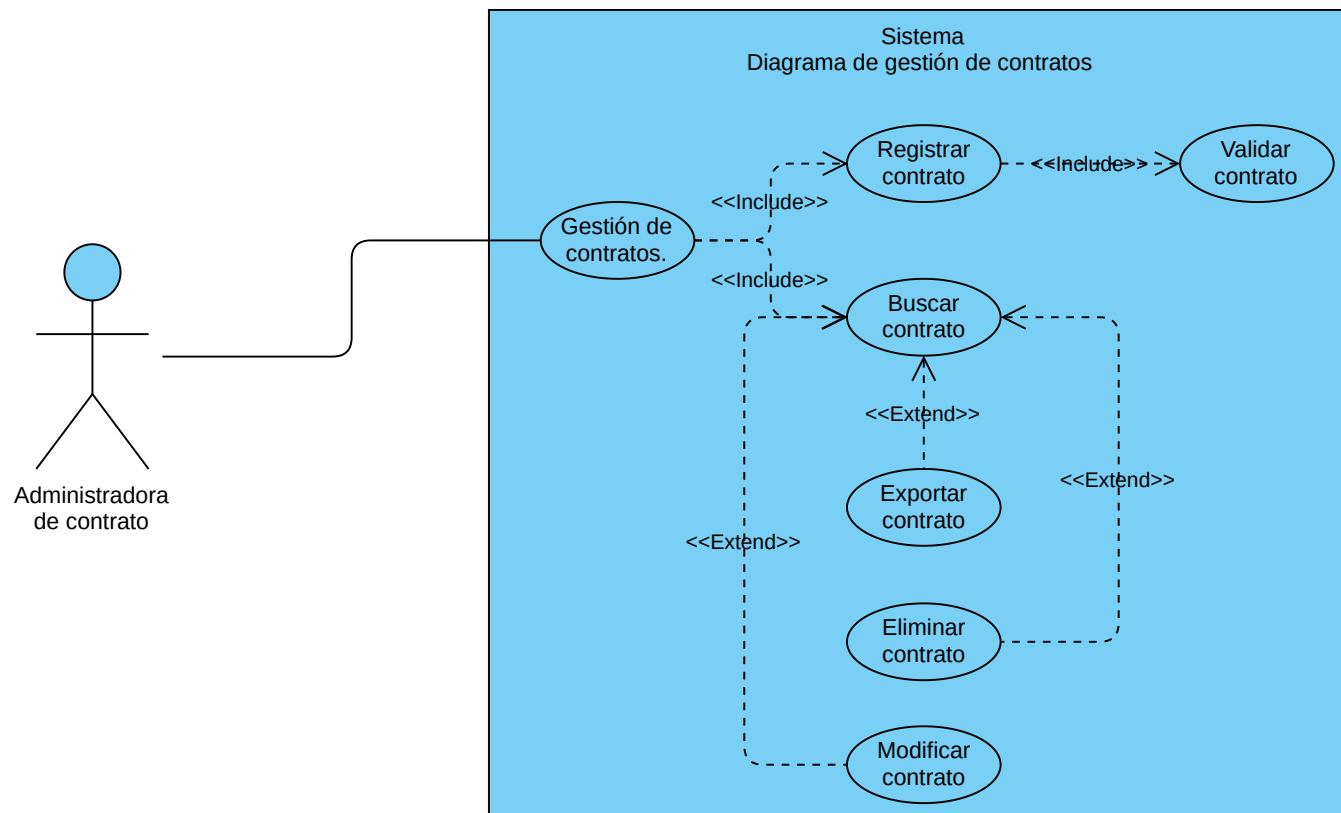 Sistema
Diagrama de gestión de contratos
Registrar
contrato
<<Include>>
Validar
contrato
<<Include>>
Gestión de
contratos.
<<Include>>
Buscar
contrato
<<Extend>>
Exportar
contrato
<<Extend>>
Administradora
de contrato
<<Extend>>
Eliminar
contrato
Modificar
contrato